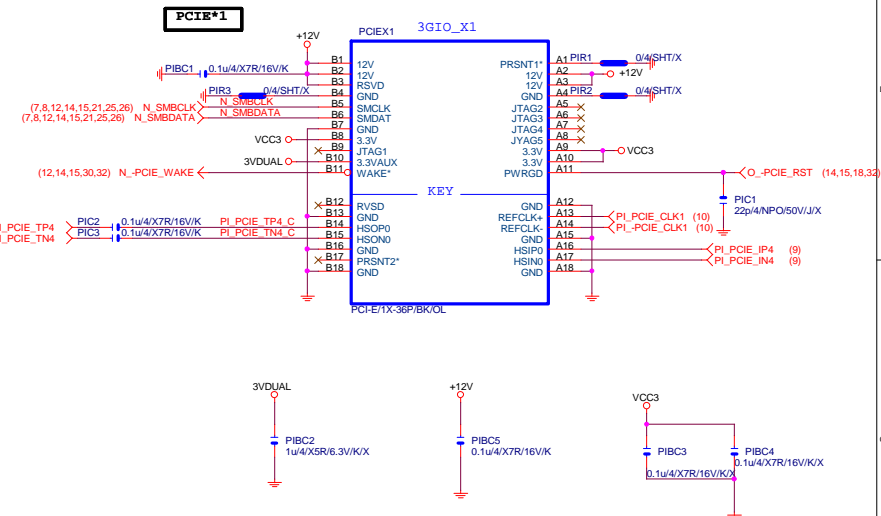 PCIE*1
PCIEX1 3GIO_X1
+12V
B1 12V PRSNT1* A1 PIR1 0/4/SHT/X
PIBC1 0.1u/4/X7R/16V/K B2 12V 12V A2 +12V
B3 RSVD 12V A3
PIR3 0/4/SHT/X B4 GND GND A4 PIR2 0/4/SHT/X
(7,8,12,14,15,21,25,26) N_SMBCLK N_SMBCLK B5 SMCLK JTAG2 A5
(7,8,12,14,15,21,25,26) N_SMBDATA N_SMBDATA B6 SMDAT JTAG3 A6
B7 GND JTAG4 A7
VCC3 B8 3.3V JYAG5 A8
B9 JTAG1 3.3V A9 VCC3
3VDUAL B10 3.3VAUX 3.3V A10
(12,14,15,30,32) N_-PCIE_WAKE B11 WAKE* PWRGD A11 O_-PCIE_RST (14,15,18,32)
KEY
PIC1
22p/4/NPO/50V/J/X
B12 RVSD GND A12
B13 GND REFCLK+ A13 PI_PCIE_CLK1 (10)
PI_PCIE_TP4 PIC2 0.1u/4/X7R/16V/K PI_PCIE_TP4_C B14 HSOP0 REFCLK- A14 PI_-PCIE_CLK1 (10)
PI_PCIE_TN4 PIC3 0.1u/4/X7R/16V/K PI_PCIE_TN4_C B15 HSON0 GND A15
B16 GND HSIP0 A16 PI_PCIE_IP4 (9)
B17 PRSNT2* HSIN0 A17 PI_PCIE_IN4 (9)
B18 GND GND A18
PCI-E/1X-36P/BK/OL
3VDUAL
PIBC2
1u/4/X5R/6.3V/K/X
+12V
PIBC5
0.1u/4/X7R/16V/K
VCC3
PIBC3
0.1u/4/X7R/16V/K/X
PIBC4
0.1u/4/X7R/16V/K/X